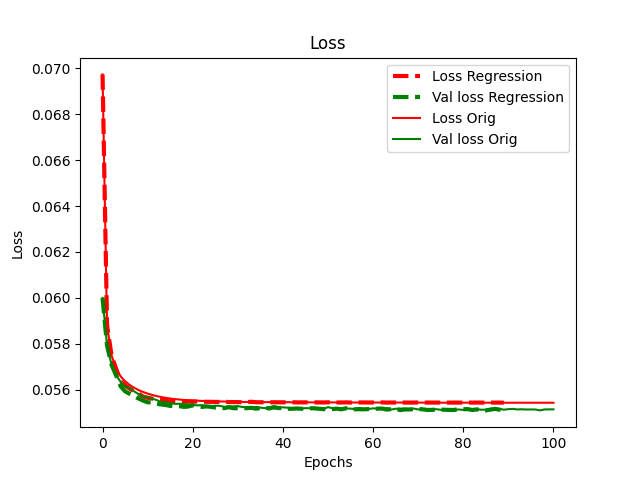 Loss
0.070
0.068
0.066
0.064
0.062
0.060
0.058
0.056
Loss
Loss Regression
Val loss Regression
Loss Orig
Val loss Orig
0 20 40 60 80 100
Epochs